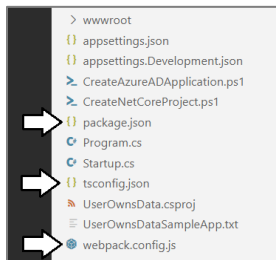 wwwroot
appsettings.json
appsettings.Development.json
CreateAzureADApplication.ps1
CreateNetCoreProject.ps1
package.json
Program.cs
Startup.cs
tsconfig.json
UserOwnsData.csproj
UserOwnsDataSampleApp.txt
webpack.config.js